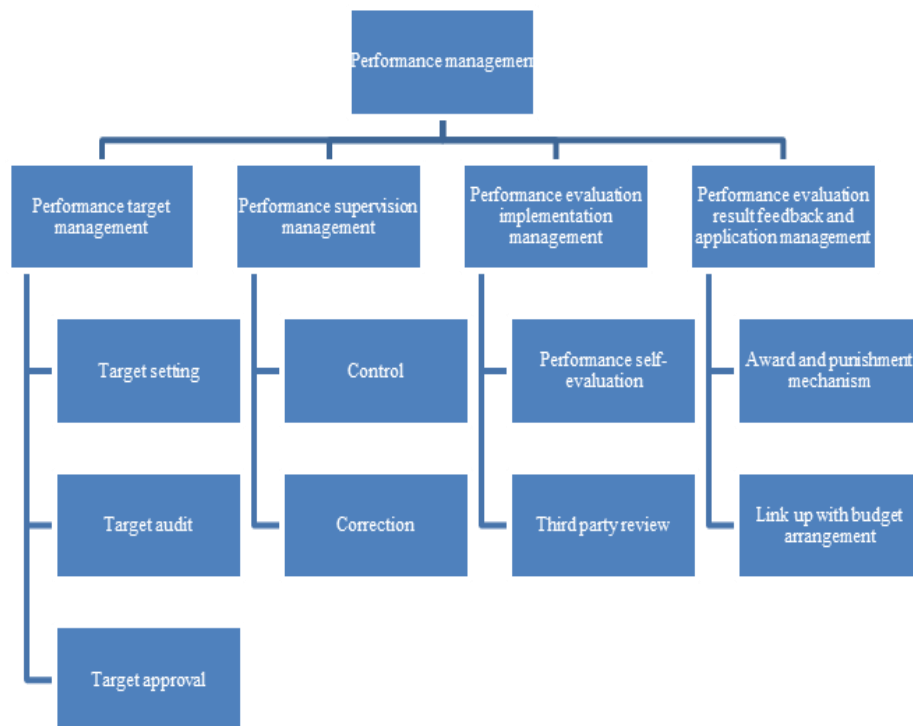 Performance management
Performance target
management
Performance supervision
management
Performance evaluation
implementation
management
Performance evaluation
result feedback and
application management
Target setting
Control
Performance self-
evaluation
Award and punishment
mechanism
Target audit
Correction
Third party review
Link up with budget
arrangement
Target approval